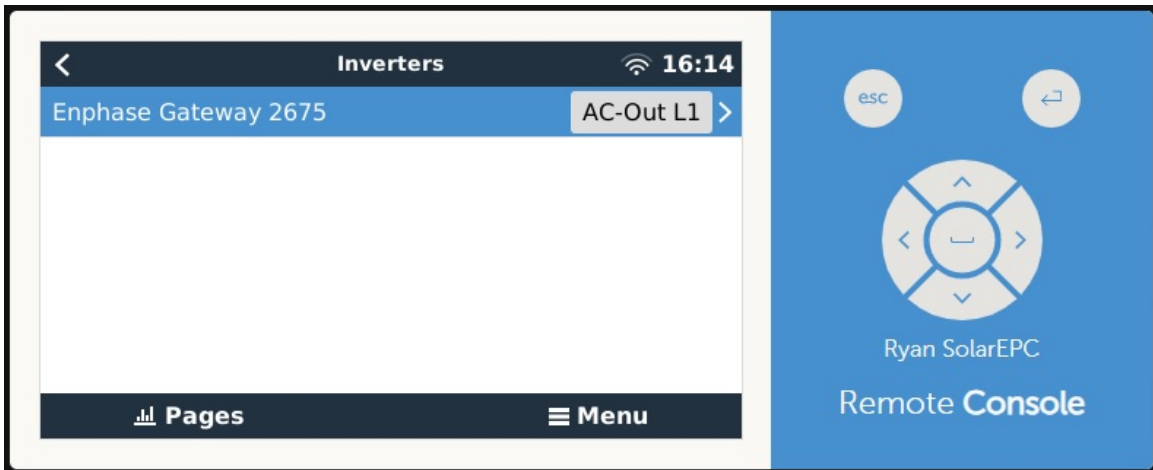 Inverters 16:14
Enphase Gateway 2675 AC-Out L1
Pages Menu
esc
Ryan SolarEPC
Remote Console